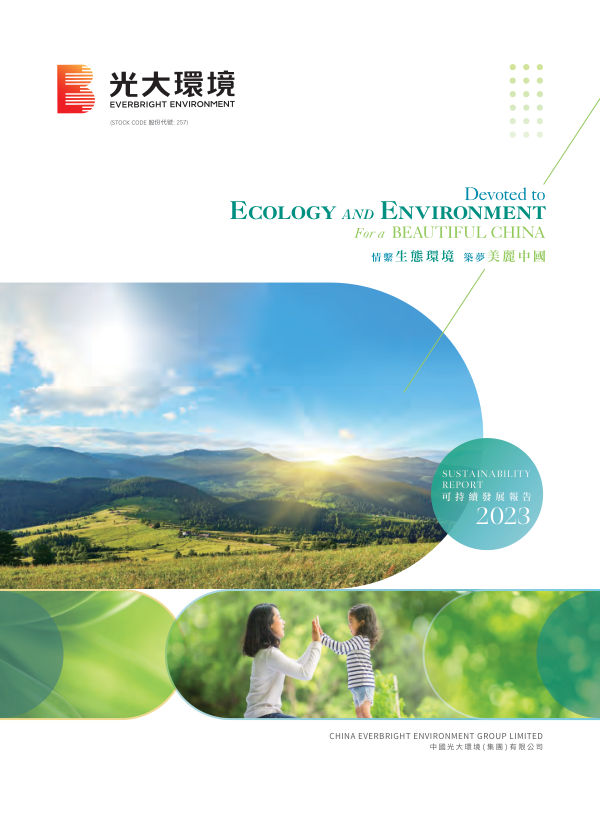 光大環境
EVERBRIGHT ENVIRONMENT
(STOCK CODE 股份代號: 257)
Devoted to
ECOLOGY AND ENVIRONMENT
For a BEAUTIFUL CHINA
情繫生態環境 築夢美麗中國
SUSTAINABILITY
REPORT
可持續發展報告
2023
CHINA EVERBRIGHT ENVIRONMENT GROUP LIMITED
中國光大環境(集團)有限公司